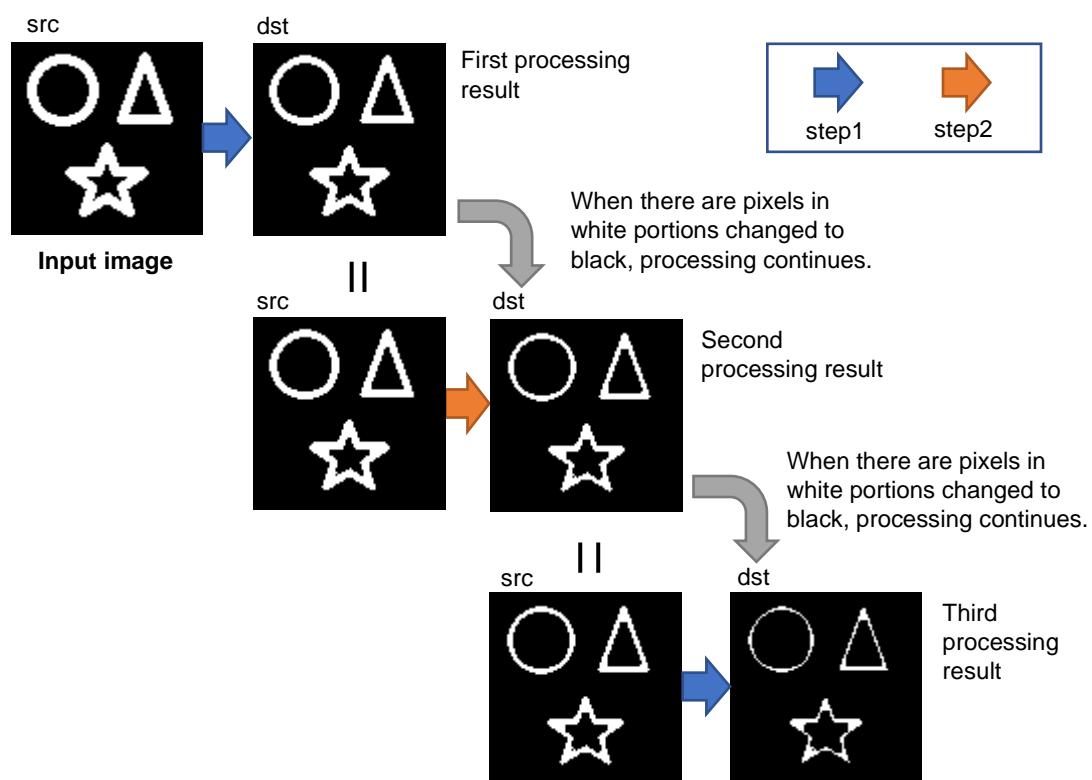 src
dst
First processing
result
step1
step2
Input image
When there are pixels in
white portions changed to
black, processing continues.
src
dst
Second
processing result
When there are pixels in
white portions changed to
black, processing continues.
src
dst
Third
processing
result